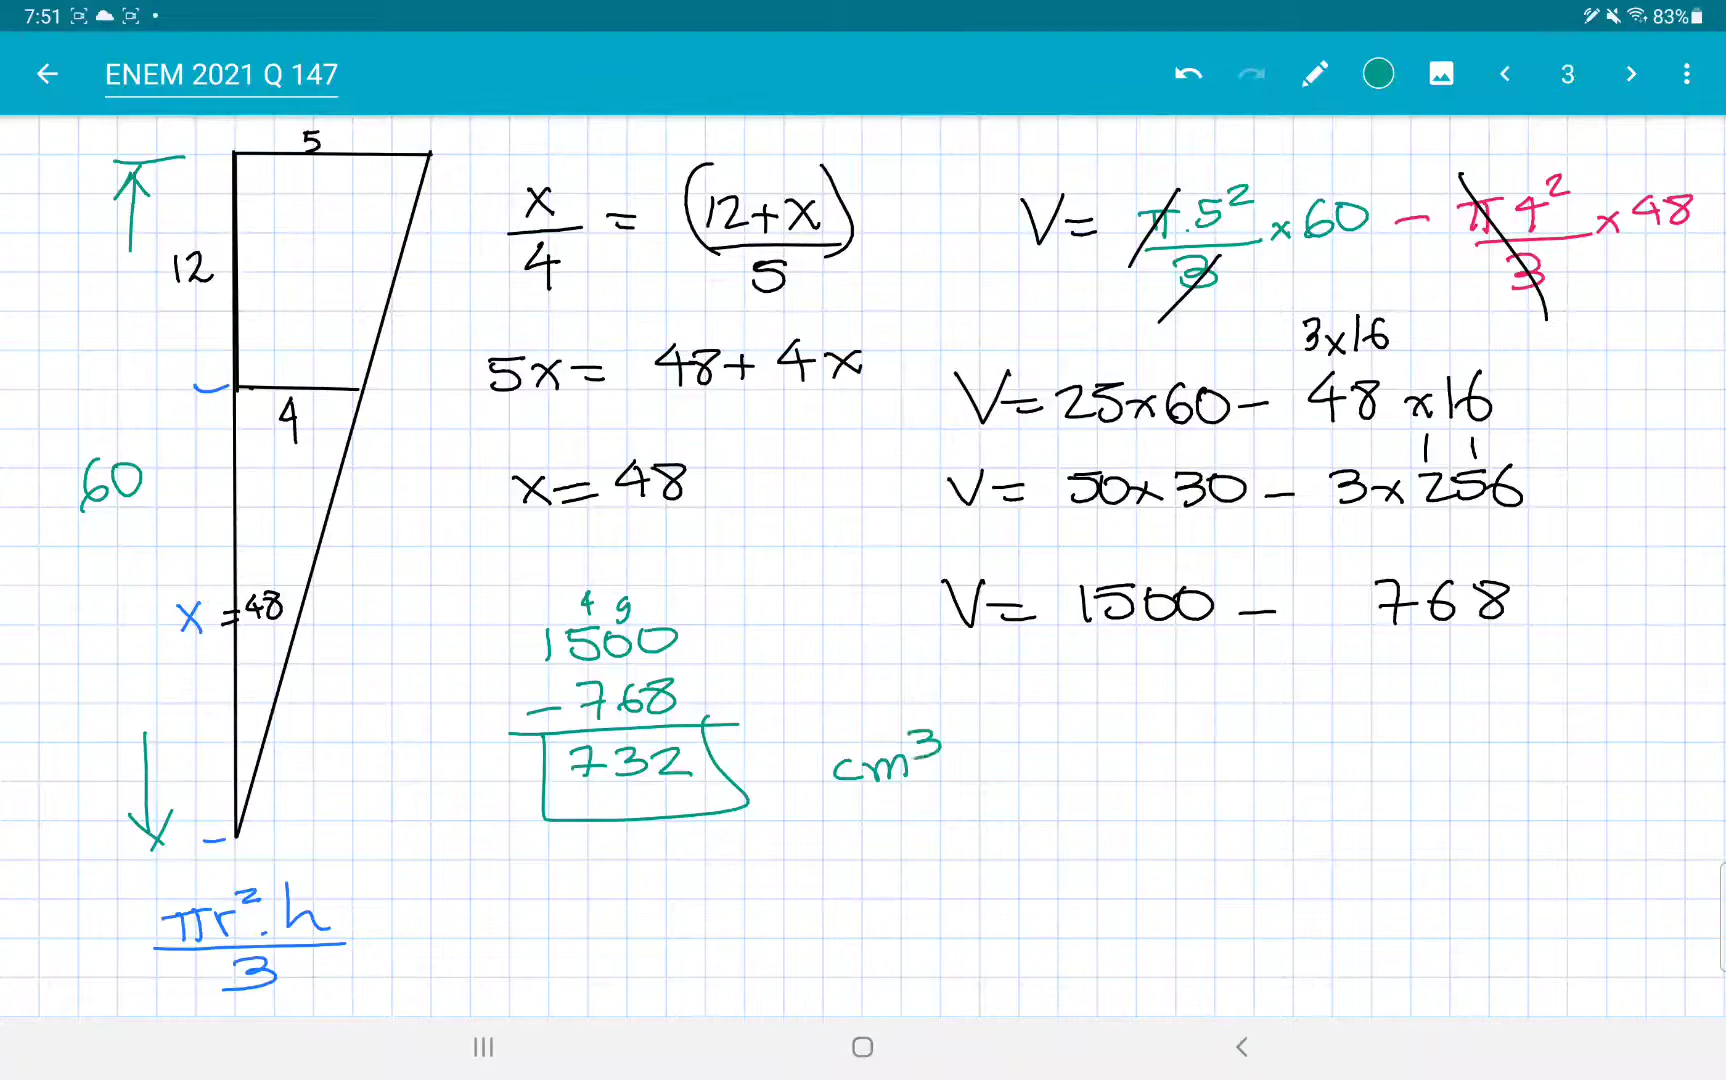 7:51 83%
ENEM 2021 Q 147 3
5
12
4
60
x = 48
πr². h
3
x/4 = (12+x)/5
5x = 48 + 4x
x = 48
4 9
1500
- 768
732 cm³
V = π.5²/3 x 60 - π4²/3 x 48
3x16
V = 25x60 - 48 x16
1 1
V = 50x30 - 3x256
V = 1500 - 768